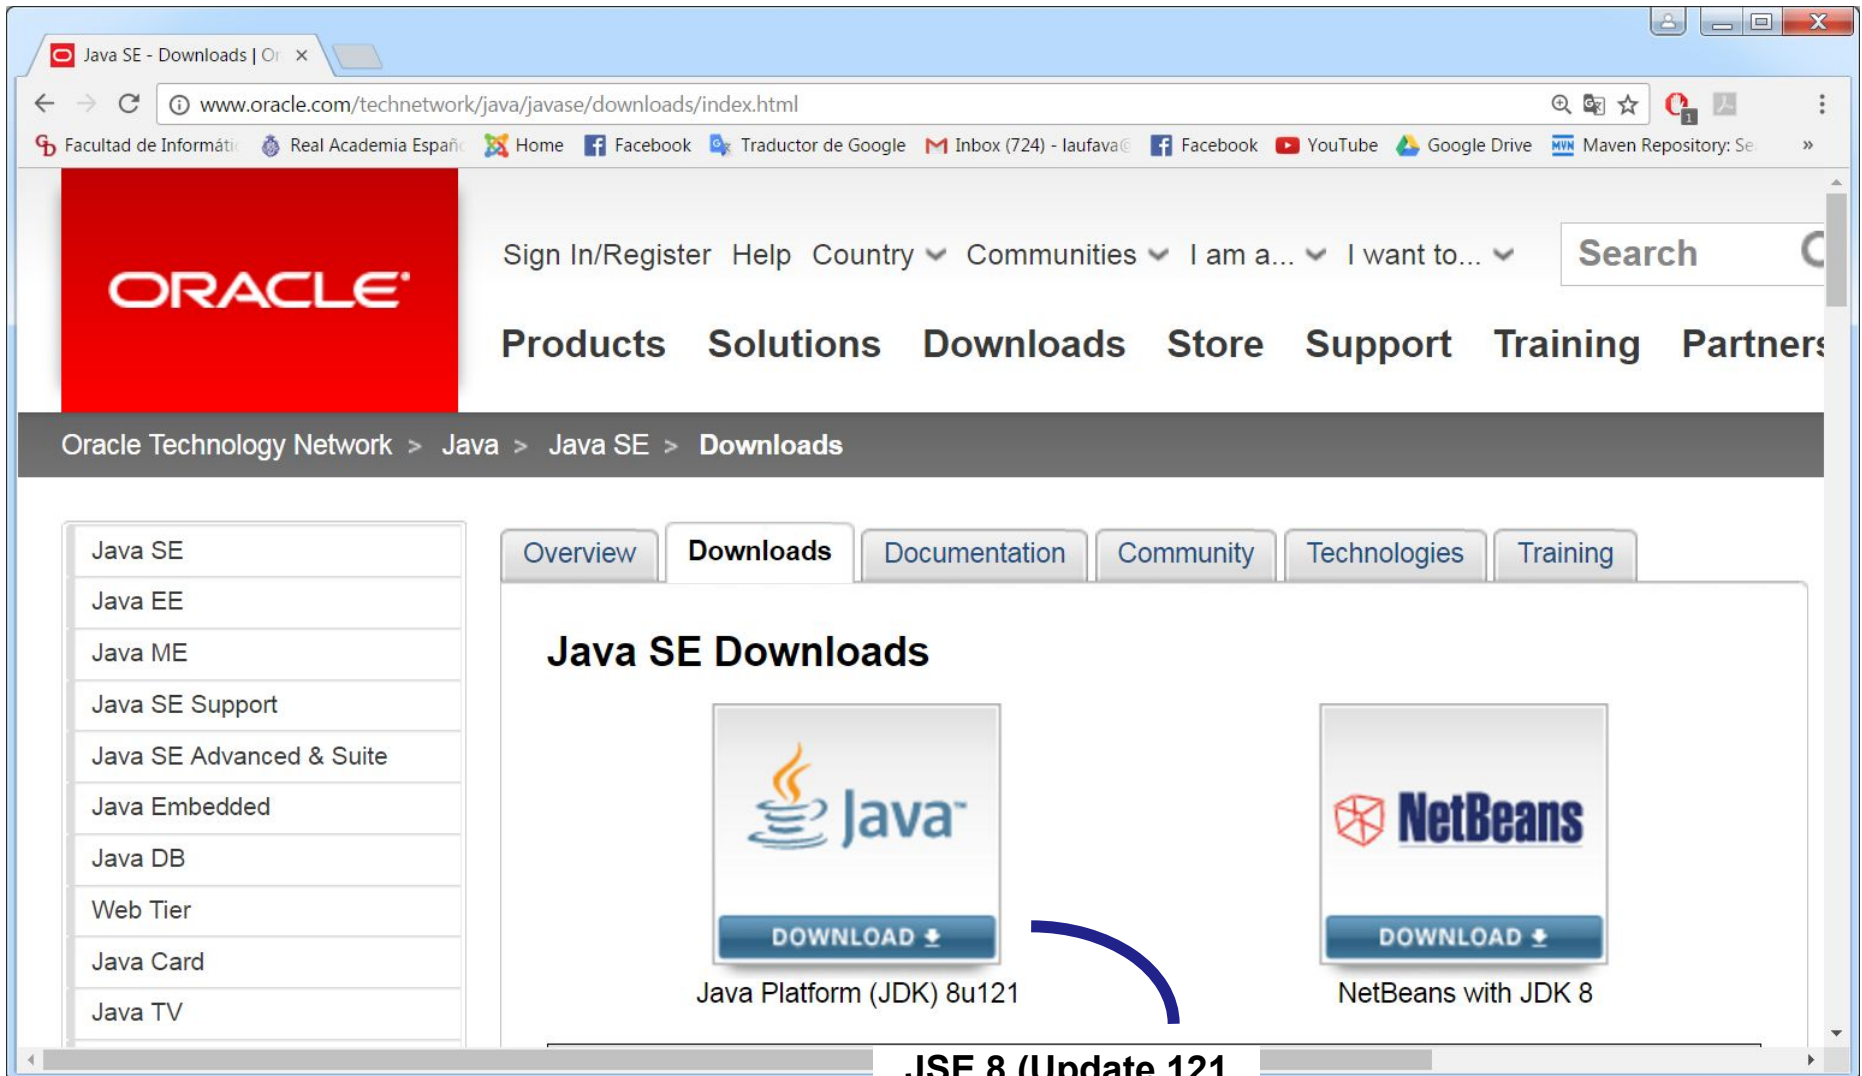 Java SE - Downloads | Or
www.oracle.com/technetwork/java/javase/downloads/index.html
1
Facultad de Informátic Real Academia Españo Home Facebook Traductor de Google Inbox (724) - laufava@ Facebook YouTube Google Drive MVN Maven Repository: Se »
ORACLE
Sign In/Register Help Country Communities I am a... I want to... Search
Products Solutions Downloads Store Support Training Partners
Oracle Technology Network > Java > Java SE > Downloads
Java SE
Java EE
Java ME
Java SE Support
Java SE Advanced & Suite
Java Embedded
Java DB
Web Tier
Java Card
Java TV
Overview Downloads Documentation Community Technologies Training
Java SE Downloads
Java™
DOWNLOAD
Java Platform (JDK) 8u121
NetBeans
DOWNLOAD
NetBeans with JDK 8
JSE 8 (Update 121